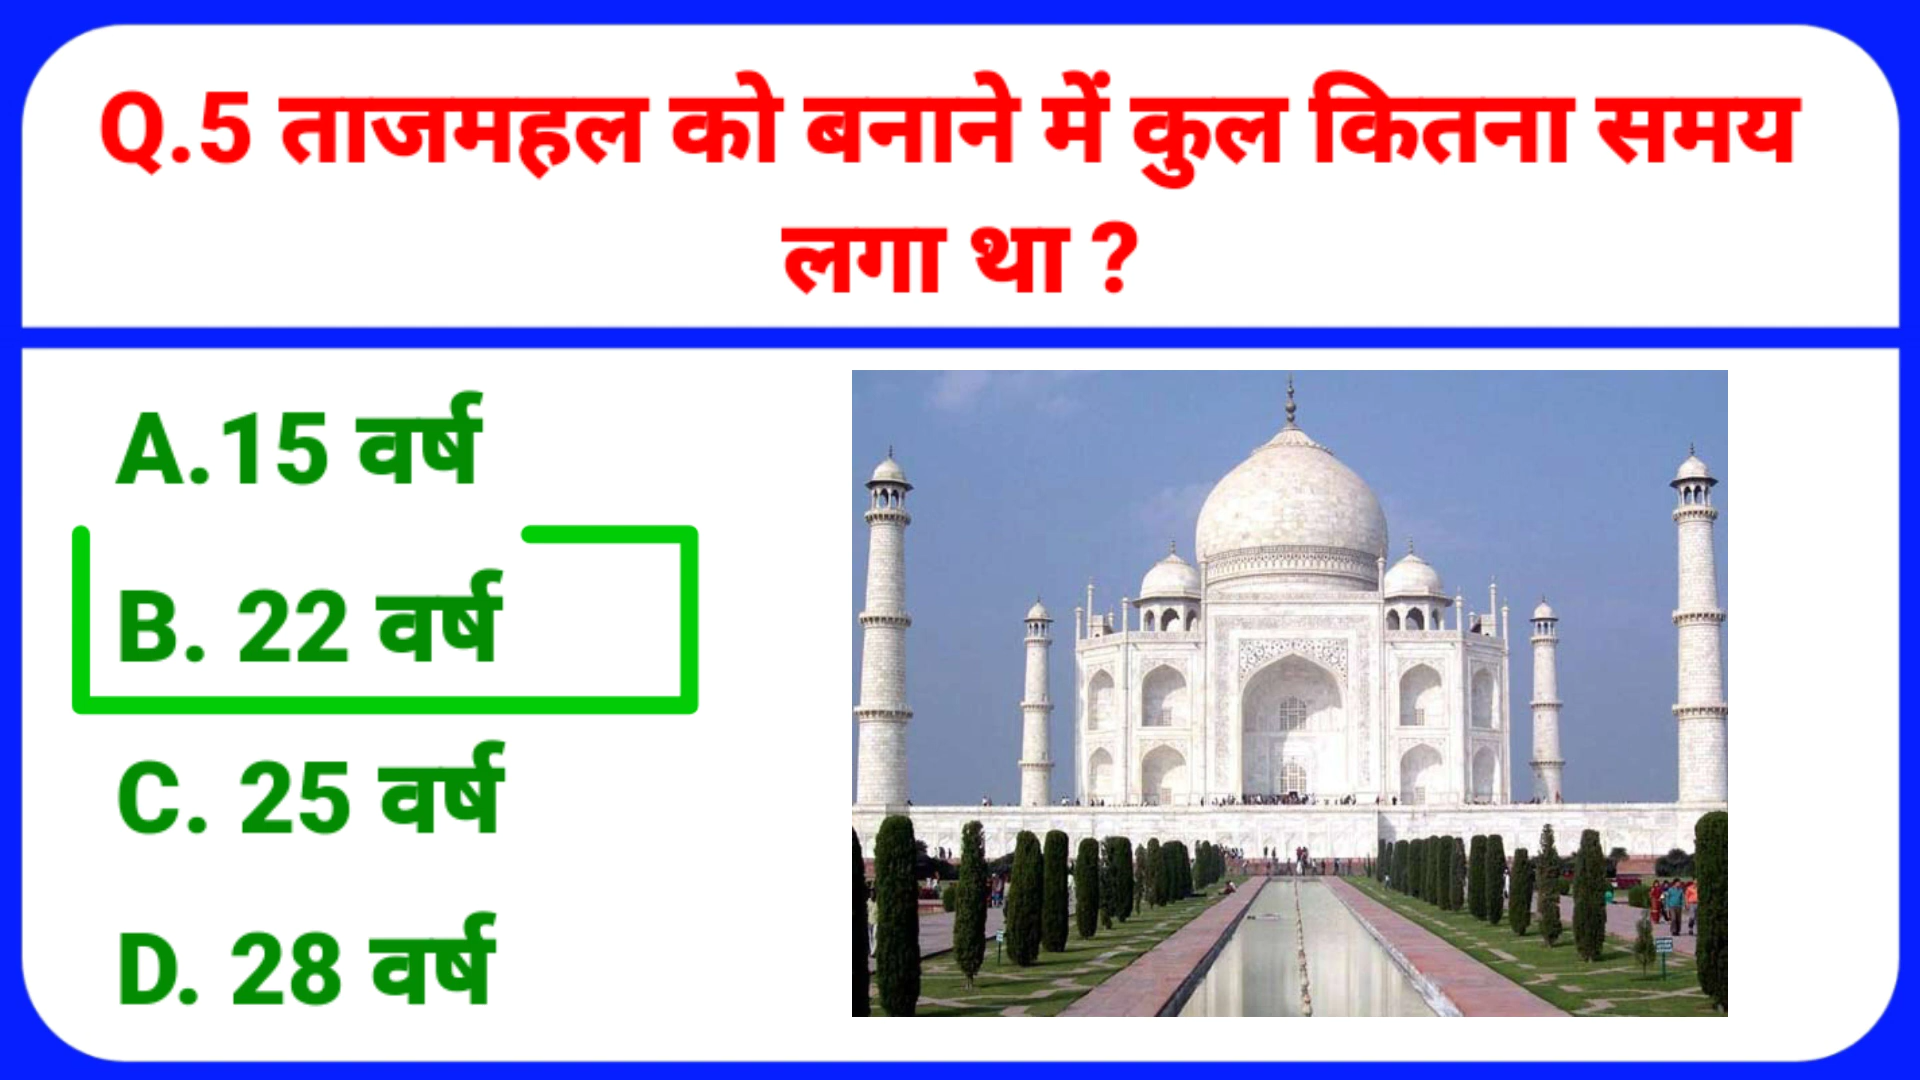 Q.5 ताजमहल को बनाने में कुल कितना समय
लगा था ?
A.15 वर्ष
B. 22 वर्ष
C. 25 वर्ष
D. 28 वर्ष